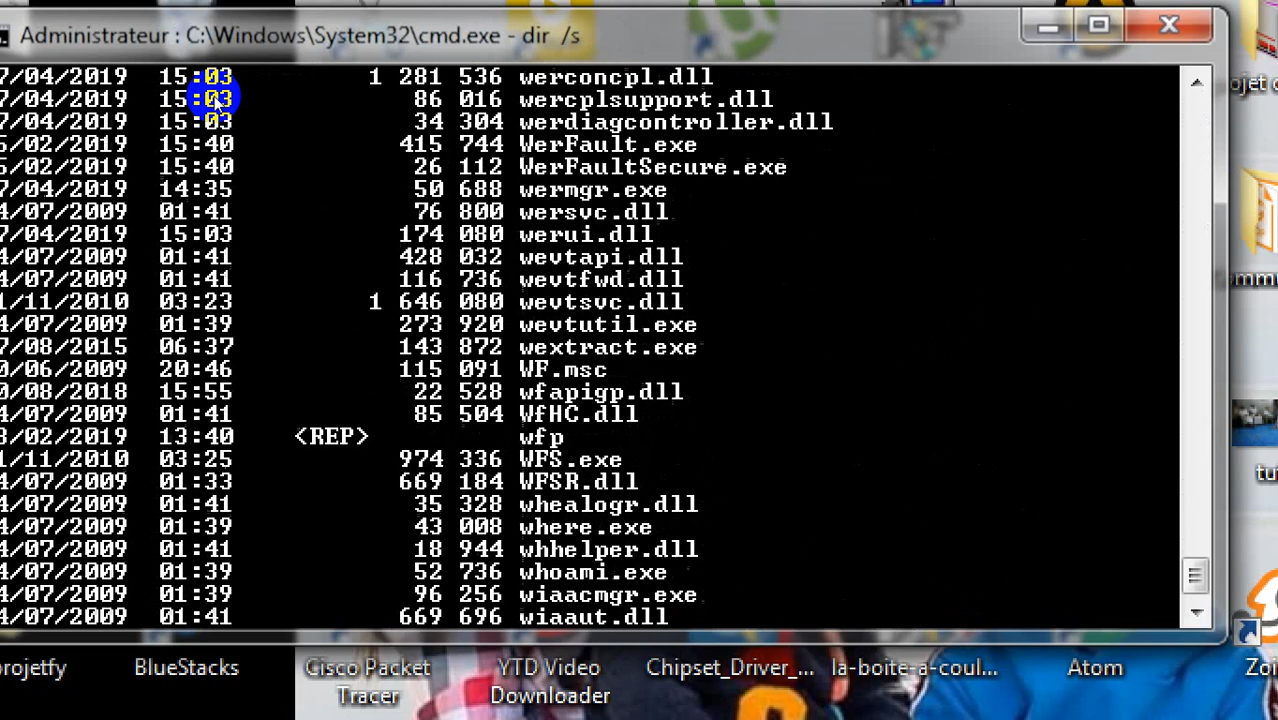 Administrateur : C:\Windows\System32\cmd.exe - dir /s
7/04/2019 15:03 1 281 536 werconcpl.dll
7/04/2019 15:03 86 016 wercplsupport.dll
7/04/2019 15:03 34 304 werdiagcontroller.dll
5/02/2019 15:40 415 744 WerFault.exe
5/02/2019 15:40 26 112 WerFaultSecure.exe
7/04/2019 14:35 50 688 wermgr.exe
4/07/2009 01:41 76 800 wersvc.dll
7/04/2019 15:03 174 080 werui.dll
4/07/2009 01:41 428 032 wevtapi.dll
4/07/2009 01:41 116 736 wevtfwd.dll
1/11/2010 03:23 1 646 080 wevtsvc.dll
4/07/2009 01:39 273 920 wevtutil.exe
7/08/2015 06:37 143 872 wextract.exe
0/06/2009 20:46 115 091 WF.msc
0/08/2018 15:55 22 528 wfapigp.dll
4/07/2009 01:41 85 504 WfHC.dll
8/02/2019 13:40 <REP> wfp
1/11/2010 03:25 974 336 WFS.exe
4/07/2009 01:33 669 184 WFSR.dll
4/07/2009 01:41 35 328 whealogr.dll
4/07/2009 01:39 43 008 where.exe
4/07/2009 01:41 18 944 whhelper.dll
4/07/2009 01:39 52 736 whoami.exe
4/07/2009 01:39 96 256 wiaacmgr.exe
4/07/2009 01:41 669 696 wiaaut.dll
rojetfy
BlueStacks
Cisco Packet
Tracer
YTD Video
Downloader
Chipset_Driver_...
la-boite-a-coul...
Atom